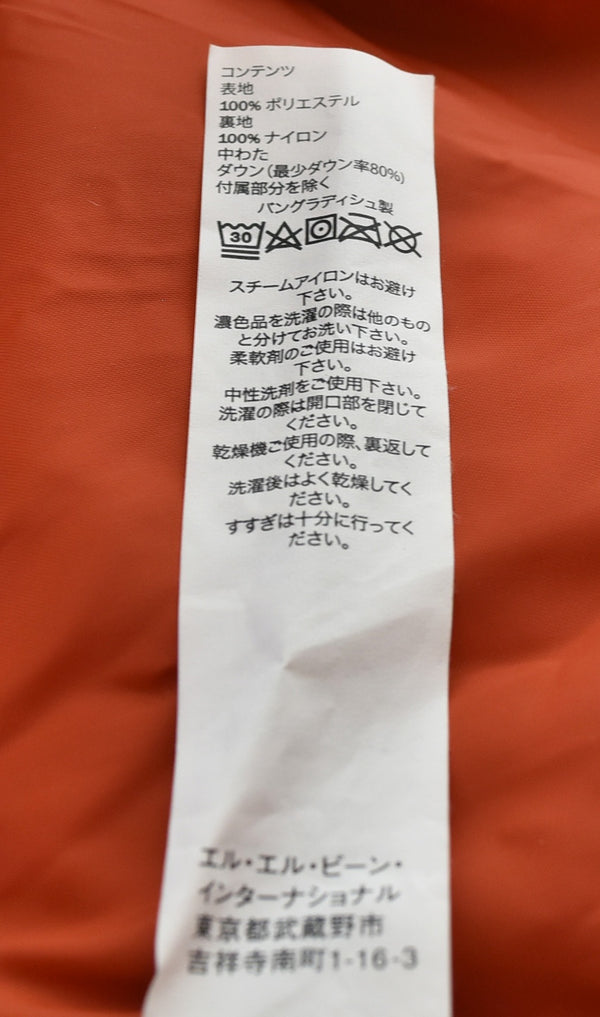 コンテンツ
表地
100% ポリエステル
裏地
100% ナイロン
中わた
ダウン(最少ダウン率80%)
付属部分を除く
バングラディシュ製
30
スチームアイロンはお避け
下さい。
濃色品を洗濯の際は他のもの
と分けてお洗い下さい。
柔軟剤のご使用はお避け
下さい。
中性洗剤をご使用下さい。
洗濯の際は開口部を閉じて
ください。
乾燥機ご使用の際、裏返して
ください。
洗濯後はよく乾燥してく
ださい。
すすぎは十分に行ってく
ださい。
エル・エル・ビーン・
インターナショナル
東京都武蔵野市
吉祥寺南町1-16-3